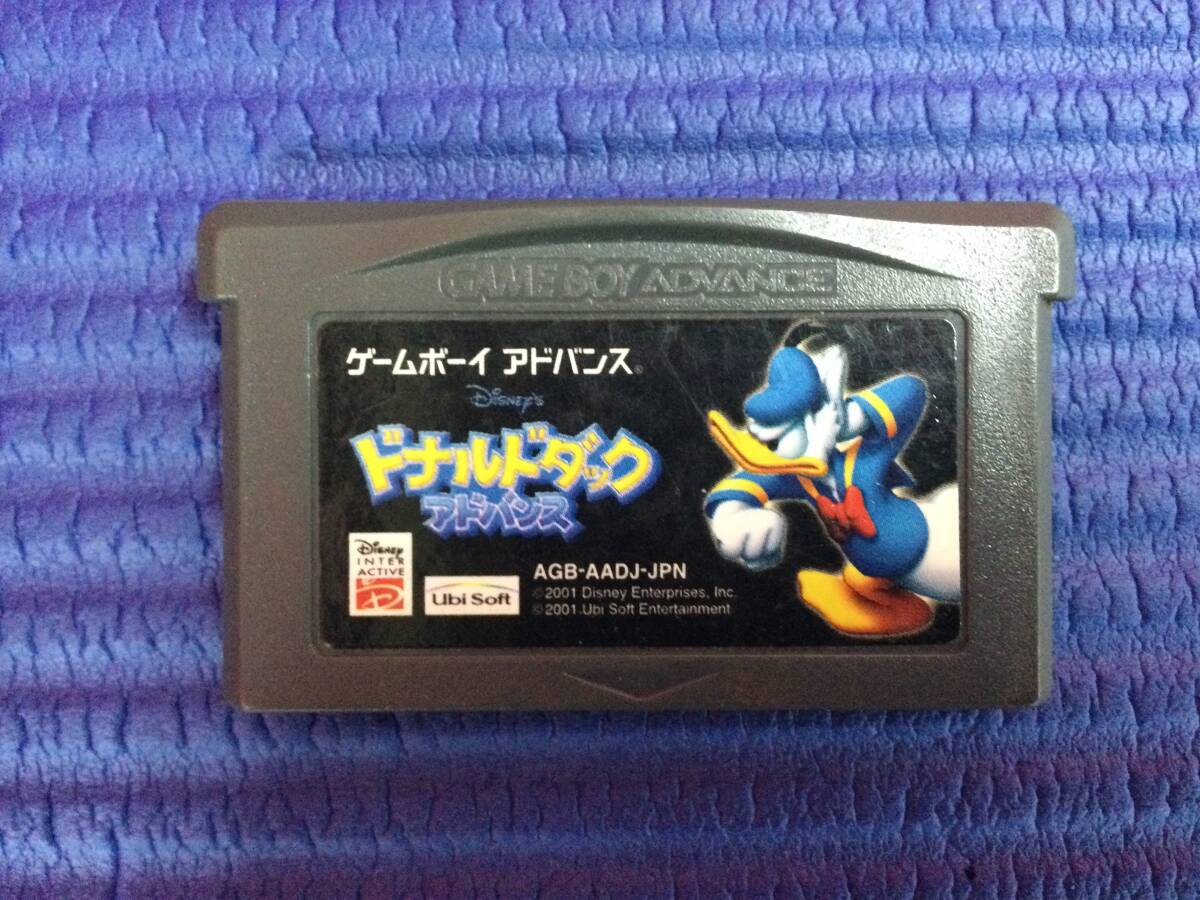 GAME BOY ADVANCE
ゲームボーイ アドバンス®
Disney's
ドナルドダック
アドバンス
Disney
INTER
ACTIVE
Ubi Soft
AGB-AADJ-JPN
©2001 Disney Enterprises, Inc.
©2001 Ubi Soft Entertainment